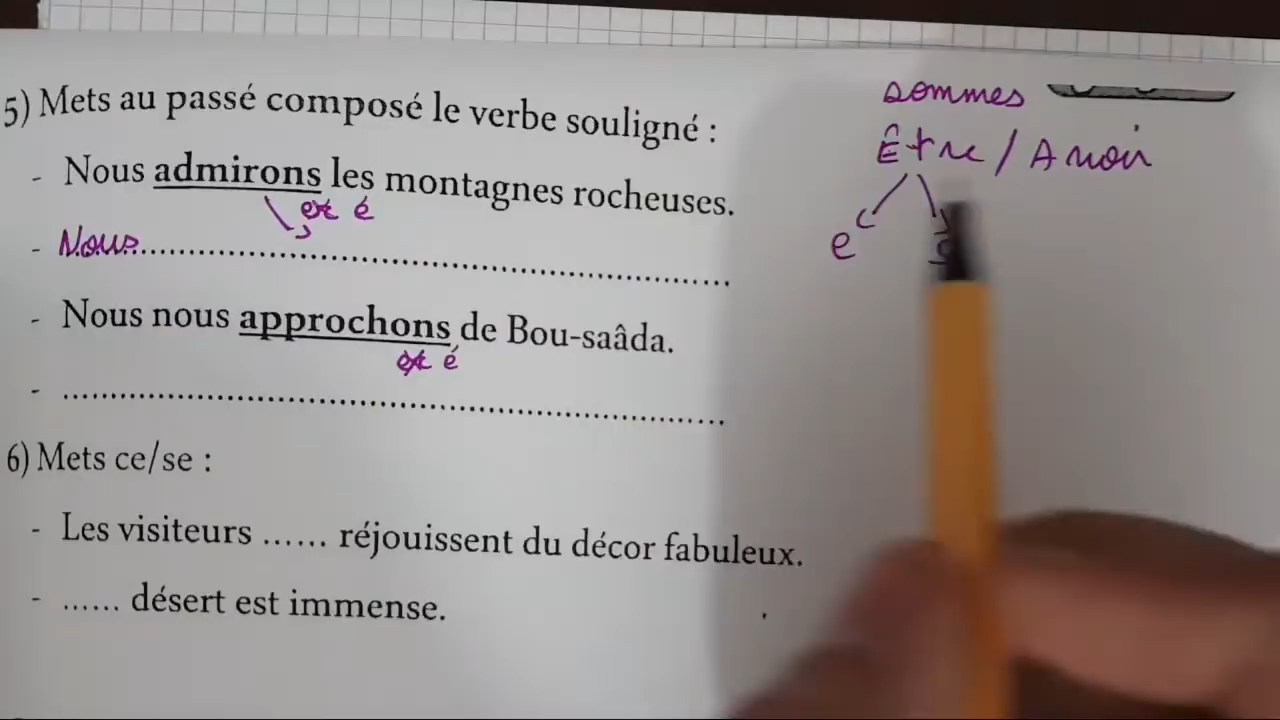 5) Mets au passé composé le verbe souligné :
- Nous admirons les montagnes rocheuses.
é
- Nous..................................................
- Nous nous approchons de Bou-saâda.
é
- ..................................................
6) Mets ce/se :
- Les visiteurs ...... réjouissent du décor fabuleux.
- ...... désert est immense.
sommes
Être / Avoir
e